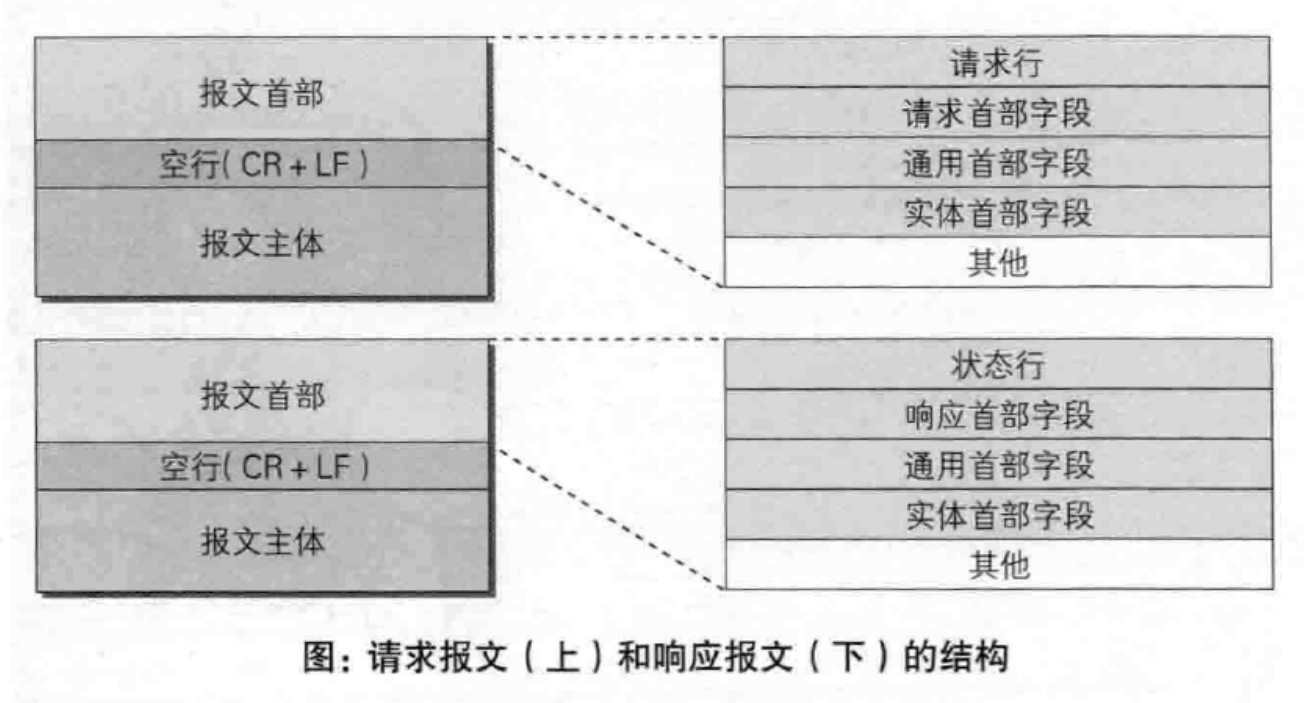 报文首部
空行(CR+LF)
报文主体
请求行
请求首部字段
通用首部字段
实体首部字段
其他
报文首部
空行(CR+LF)
报文主体
状态行
响应首部字段
通用首部字段
实体首部字段
其他
图:请求报文(上)和响应报文(下)的结构